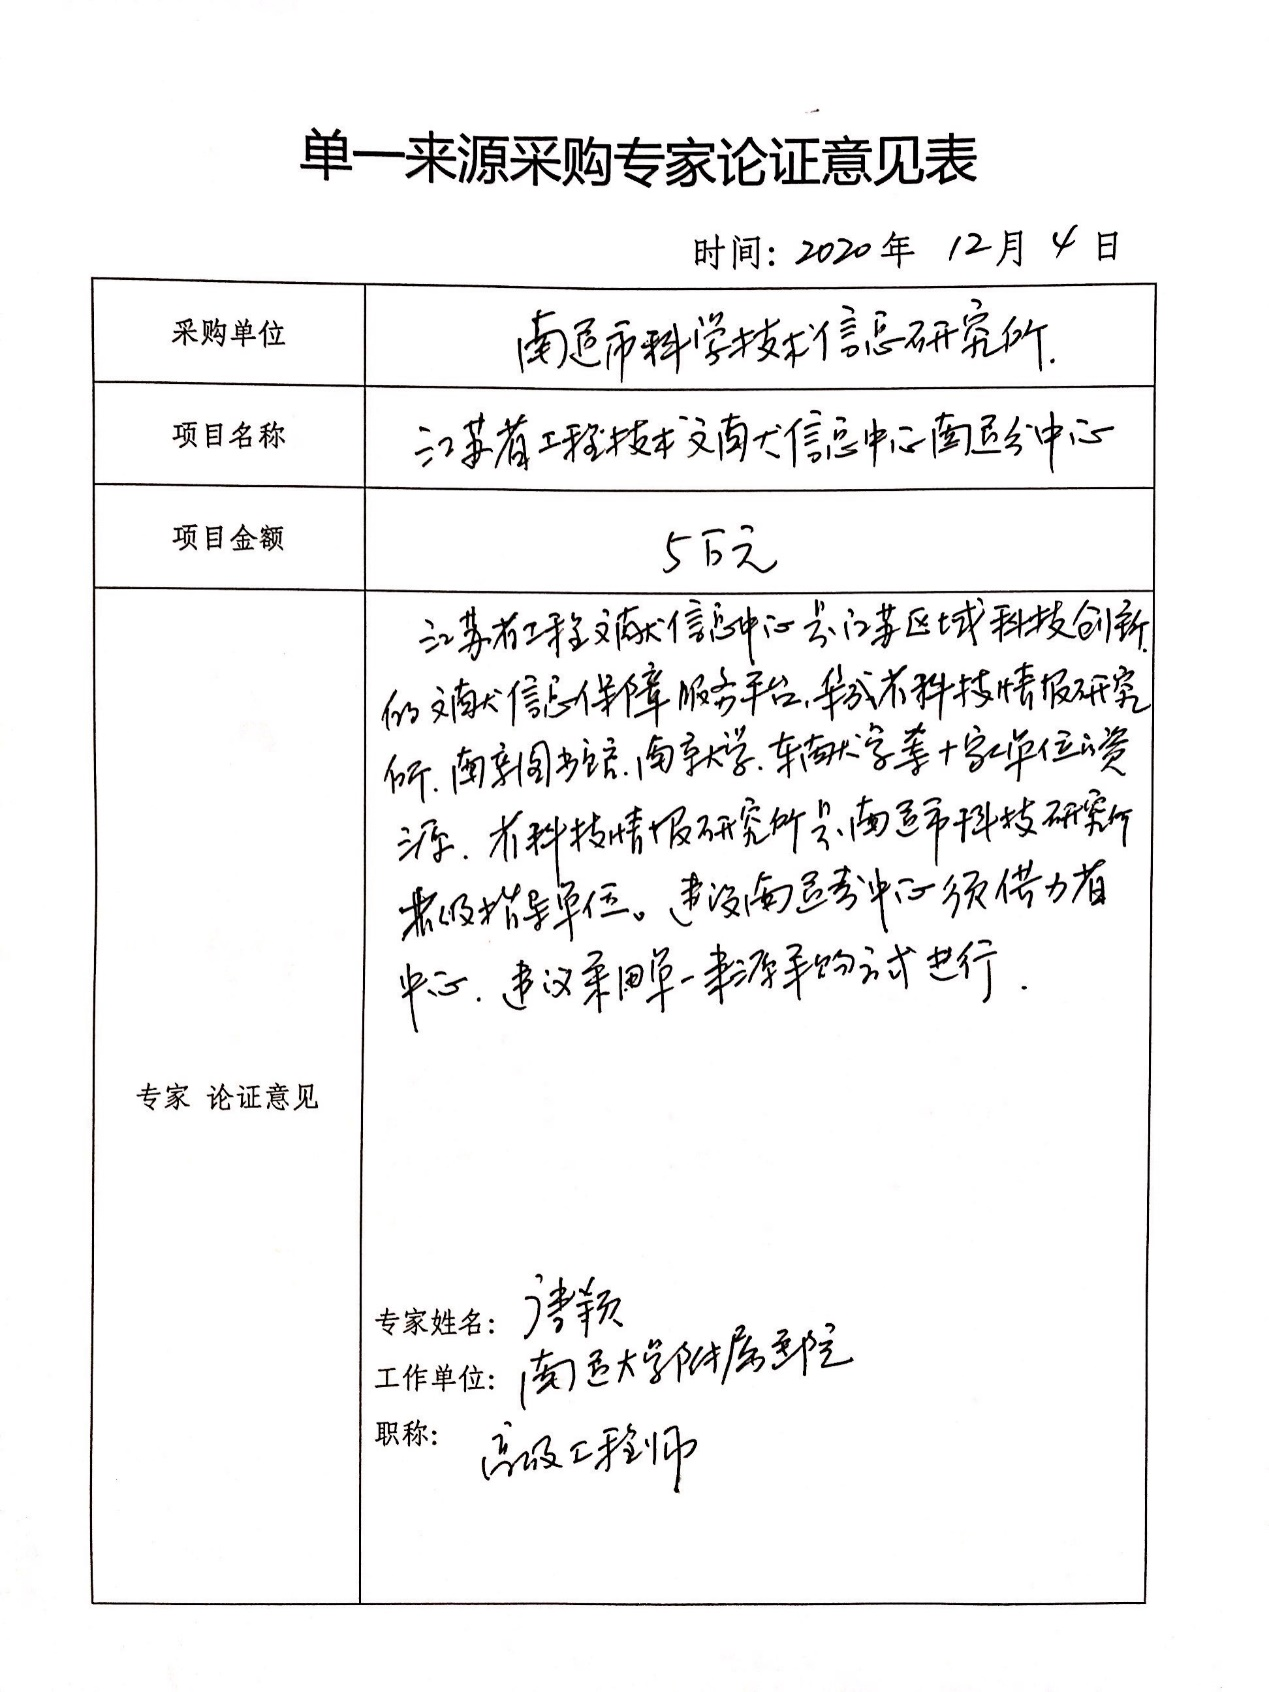 单一来源采购专家论证意见表
时间：2020年 12月 4日
采购单位
南通市科学技术信息研究所.
项目名称
江苏省工程技术文献信息中心南通分中心
项目金额
5万元
专家 论证意见
江苏省工程文献信息中心是江苏区域科技创新
的文献信息保障服务平台,集成省科技情报研究
所、南京图书馆、南京大学、东南大学等十家单位的资
源. 省科技情报研究所是南通市科技研究所
业级指导单位。建设南通分中心须借力省
中心. 建议采用单一来源采购方式进行.
专家姓名： 唐颖
工作单位： 南通大学附属医院
职称： 高级工程师